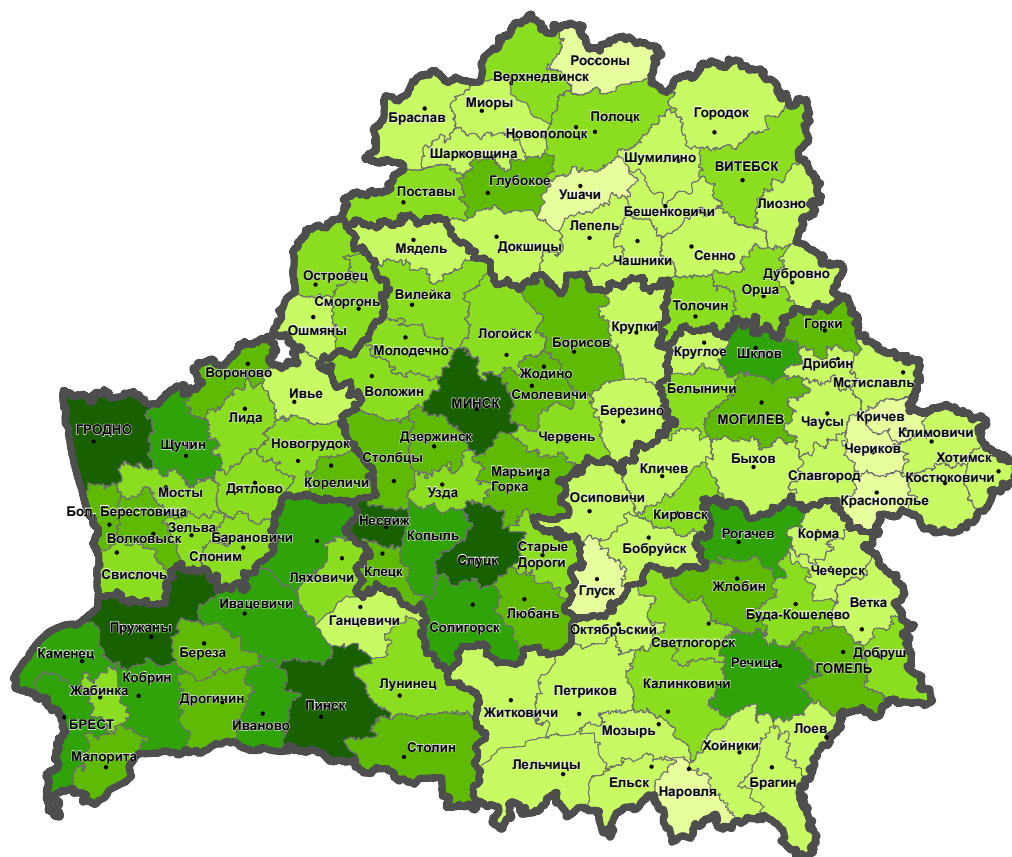 Россоны
Верхнедвинск
Миоры
Браслав
Полоцк
Городок
Новополоцк
Шарковщина
Шумилино
ВИТЕБСК
Глубокое
Поставы
Ушачи
Лиозно
Бешенковичи
Лепель
Мядель
Докшицы
Чашники
Сенно
Островец
Дубровно
Орша
Вилейка
Сморгонь
Толочин
Ошмяны
Логойск
Крупки
Горки
Борисов
Молодечно
Круглое
Шклов
Дрибин
Вороново
Жодино
Мстиславль
Воложин
Смолевичи
Белыничи
Ивье
МИНСК
Березино
Лида
МОГИЛЕВ
Чаусы
Кричев
ГРОДНО
Климовичи
Щучин
Новогрудок
Дзержинск
Червень
Чериков
Столбцы
Хотимск
Быхов
Марьина
Горка
Кличев
Славгород
Костюковичи
Кореличи
Дятлово
Мосты
Узда
Осиповичи
Краснополье
Бол. Берестовица
Кировск
Зельва
Несвиж
Волковыск
Барановичи
Копыль
Рогачев
Корма
Слоним
Слуцк
Старые
Дороги
Бобруйск
Свислочь
Ляховичи
Клецк
Чечерск
Жлобин
Глуск
Ивацевичи
Любань
Ветка
Буда-Кошелево
Ганцевичи
Пружаны
Солигорск
Октябрьский
Светлогорск
Каменец
Береза
Добруш
Речица
ГОМЕЛЬ
Кобрин
Лунинец
Калинковичи
Жабинка
Петриков
Дрогичин
Пинск
Житковичи
БРЕСТ
Иваново
Мозырь
Лоев
Столин
Хойники
Малорита
Лельчицы
Ельск
Брагин
Наровля